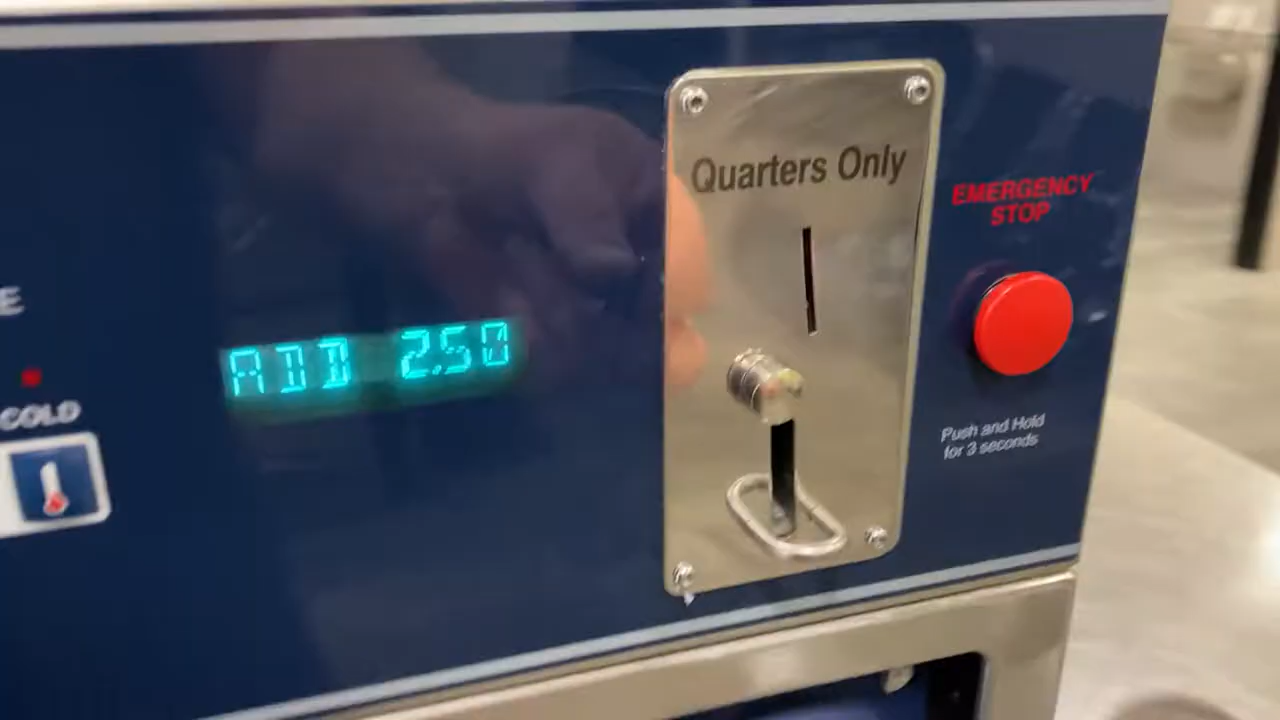 Quarters Only
EMERGENCY
STOP
ADD 2.50
COLD
Push and Hold
for 3 seconds